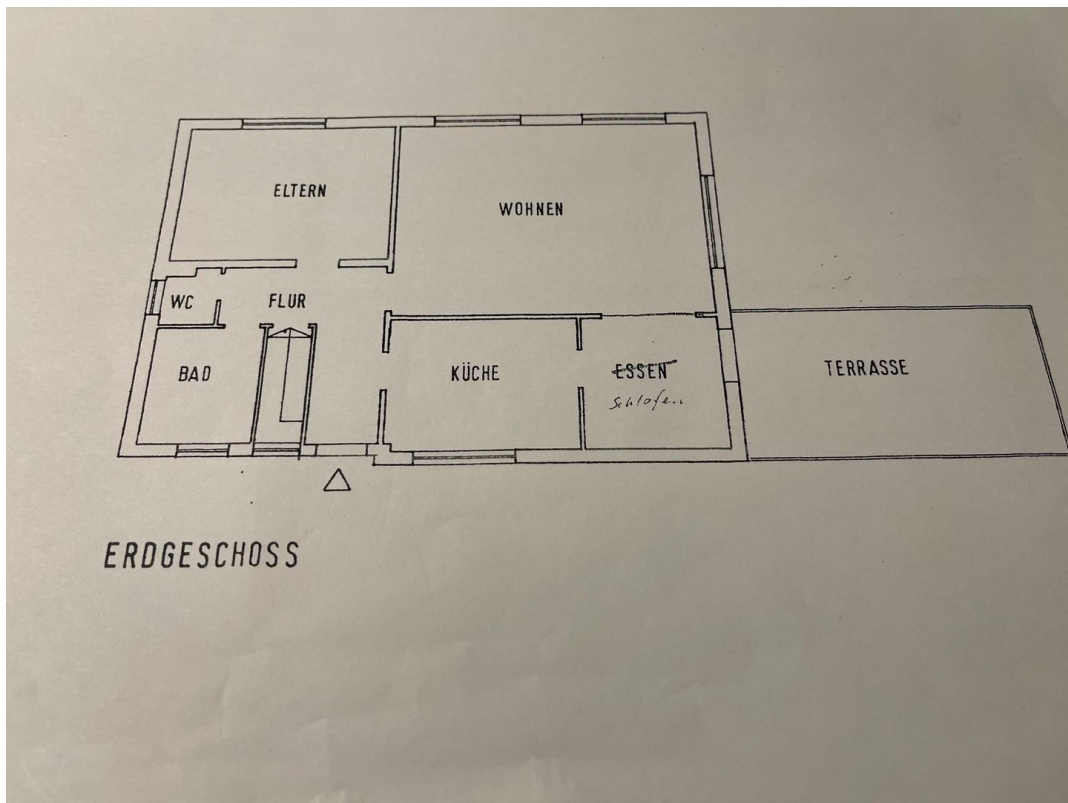 ELTERN
WOHNEN
WC
FLUR
BAD
KÜCHE
ESSEN
schlafen
TERRASSE
ERDGESCHOSS